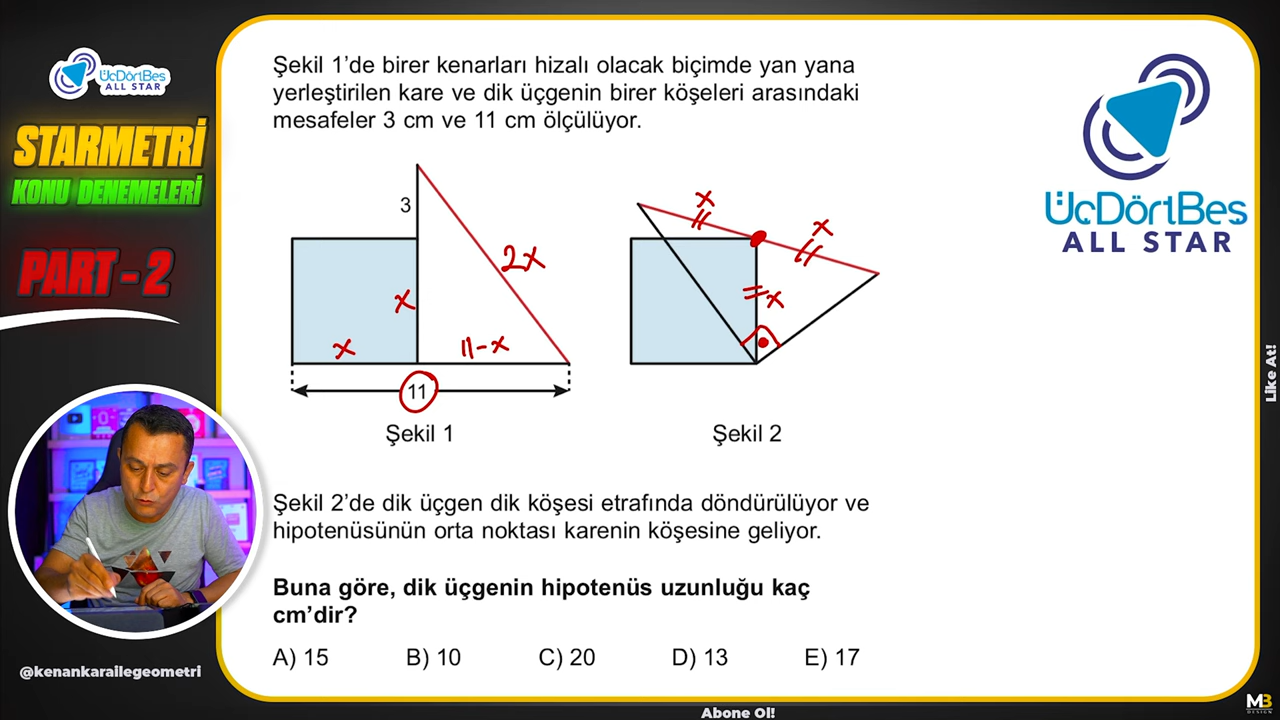 ÜçDörtBeş
ALL STAR
STARMETRİ
KONU DENEMELERİ
PART - 2
@kenankarailegeometri
Şekil 1'de birer kenarları hizalı olacak biçimde yan yana
yerleştirilen kare ve dik üçgenin birer köşeleri arasındaki
mesafeler 3 cm ve 11 cm ölçülüyor.
3
2x
x
x
11-x
11
Şekil 1
x
x
=x
Şekil 2
Şekil 2'de dik üçgen dik köşesi etrafında döndürülüyor ve
hipotenüsünün orta noktası karenin köşesine geliyor.
Buna göre, dik üçgenin hipotenüs uzunluğu kaç
cm'dir?
A) 15 B) 10 C) 20 D) 13 E) 17
ÜçDörtBeş
ALL STAR
Like At!
Abone Ol!
MB
DESIGN